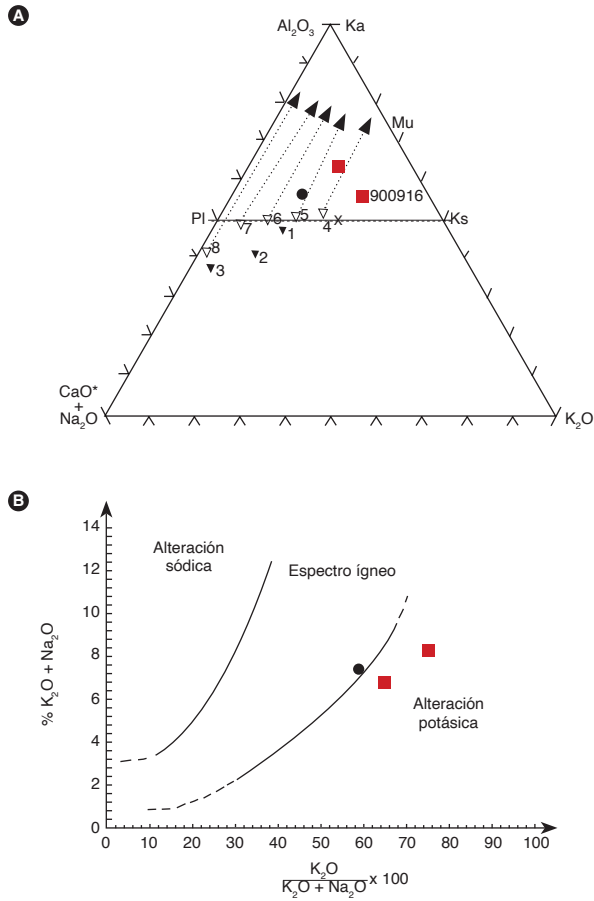 A
Al2O3 Ka
Mu
900916
Pl 7 6 5 4 x Ks
1
8 2
3
CaO*
+
Na2O
K2O
B
14
12
10
8
6
4
2
0
% K2O + Na2O
Alteración
sódica
Espectro ígneo
Alteración
potásica
0 10 20 30 40 50 60 70 80 90 100
K2O
K2O + Na2O x 100